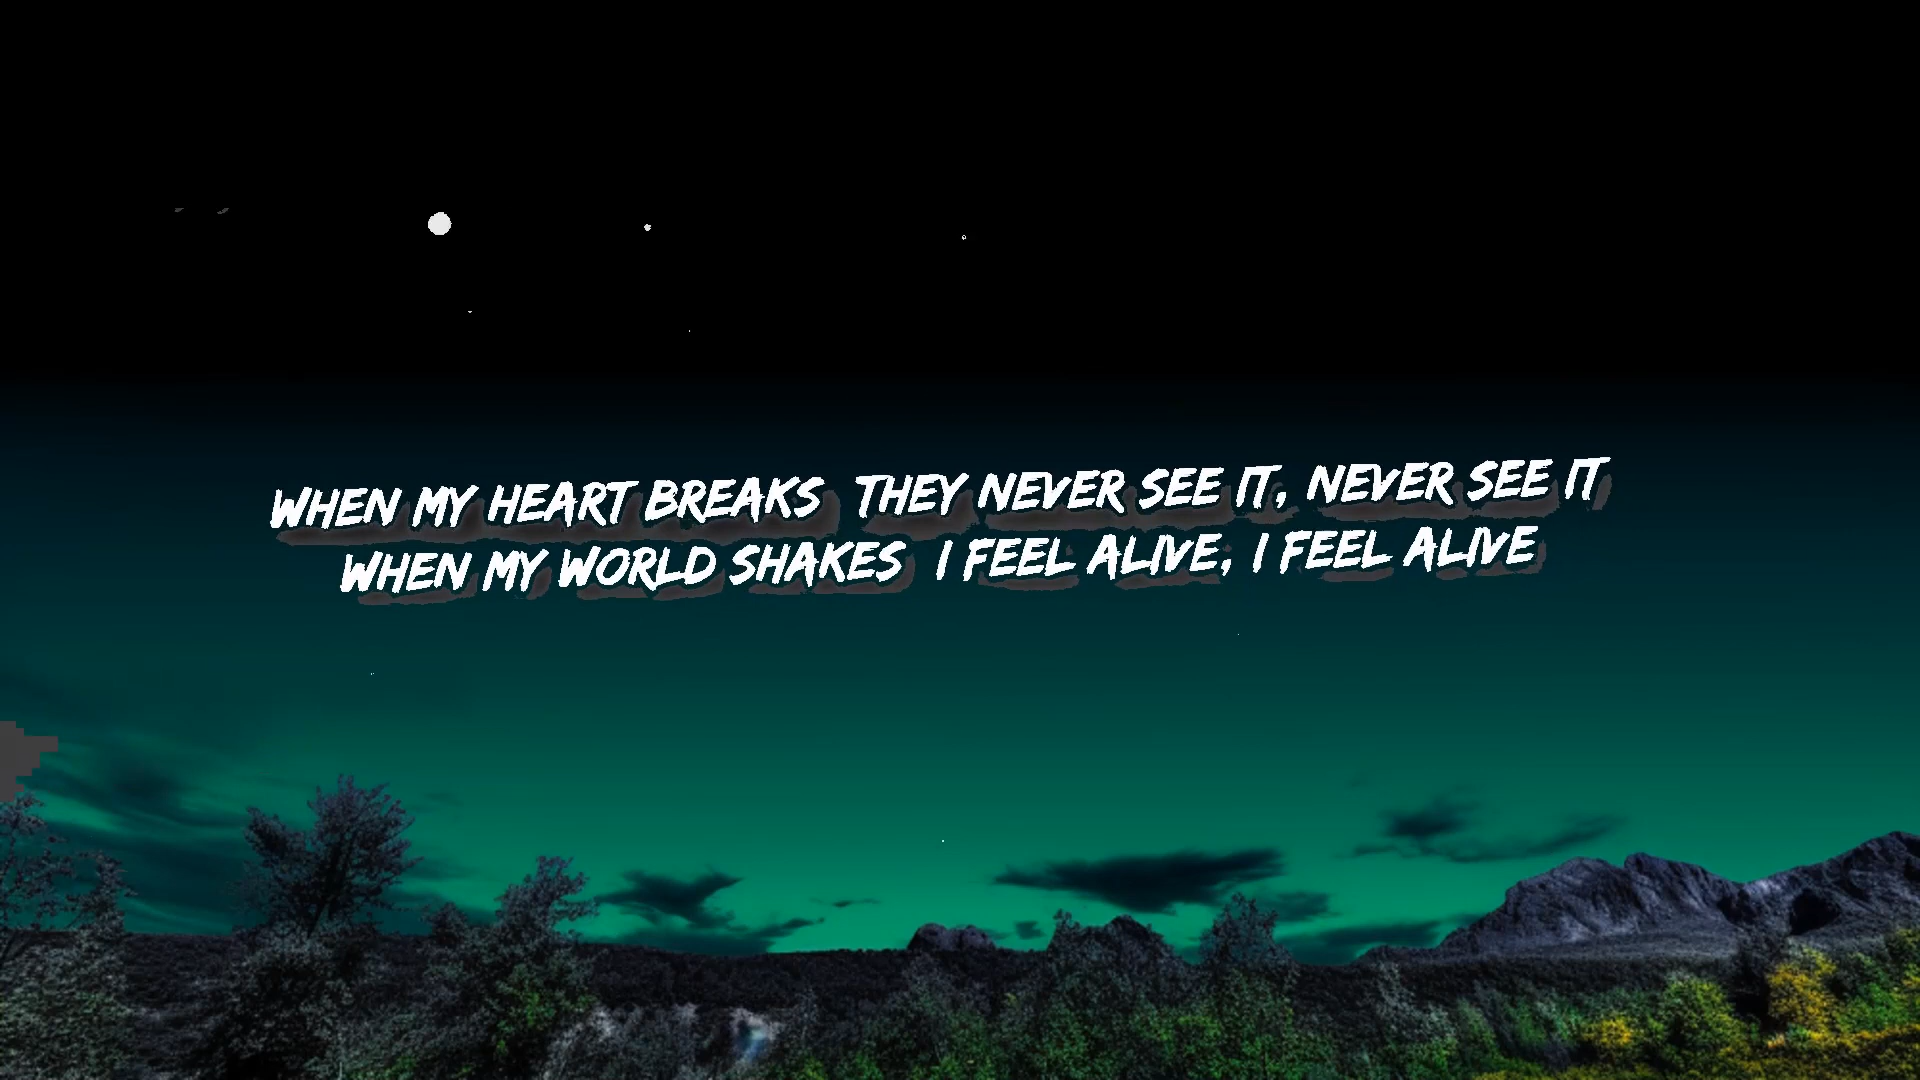 WHEN MY HEART BREAKS  THEY NEVER SEE IT, NEVER SEE IT
WHEN MY WORLD SHAKES  I FEEL ALIVE, I FEEL ALIVE